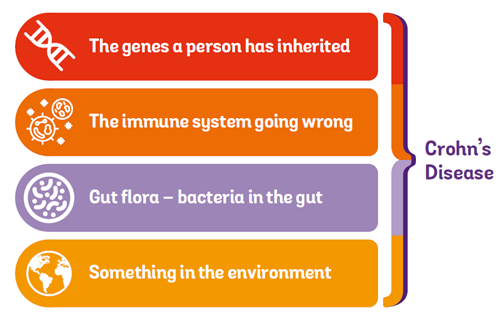 The genes a person has inherited
The immune system going wrong
Gut flora – bacteria in the gut
Something in the environment
Crohn's
Disease